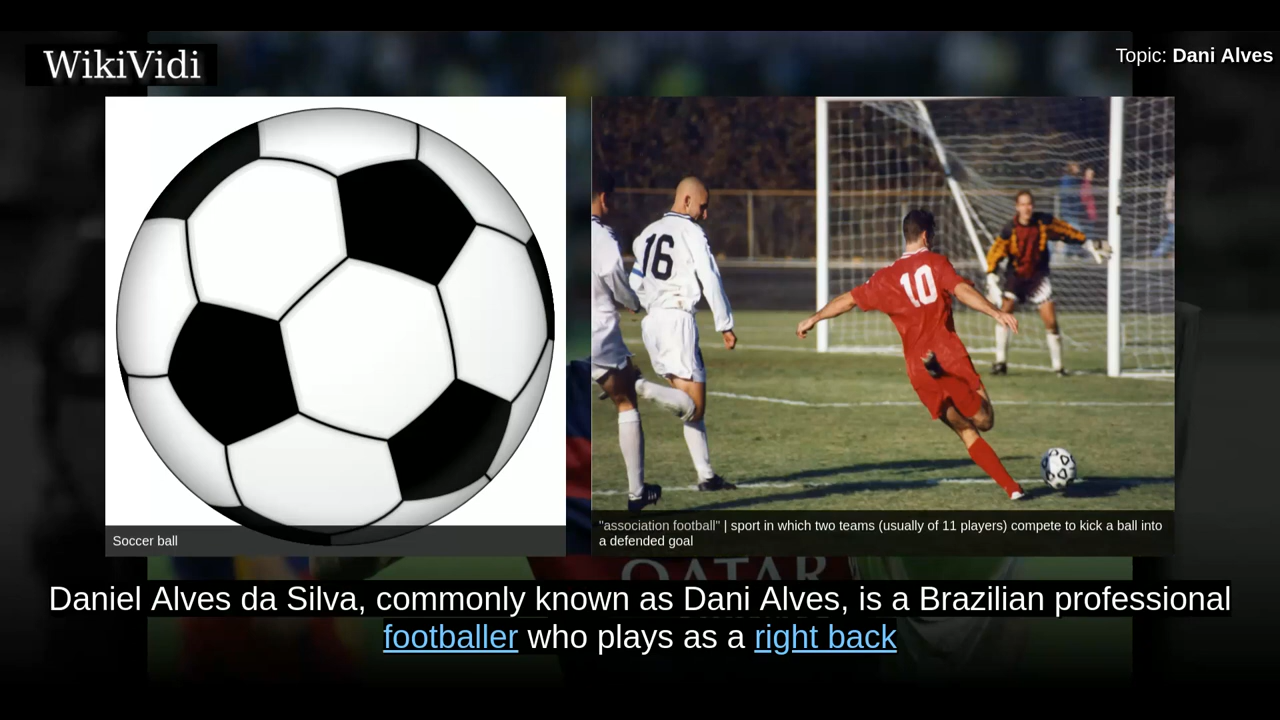 WikiVidi
Topic: Dani Alves
16
10
Soccer ball
"association football" | sport in which two teams (usually of 11 players) compete to kick a ball into
a defended goal
QATAR
Daniel Alves da Silva, commonly known as Dani Alves, is a Brazilian professional
footballer who plays as a right back